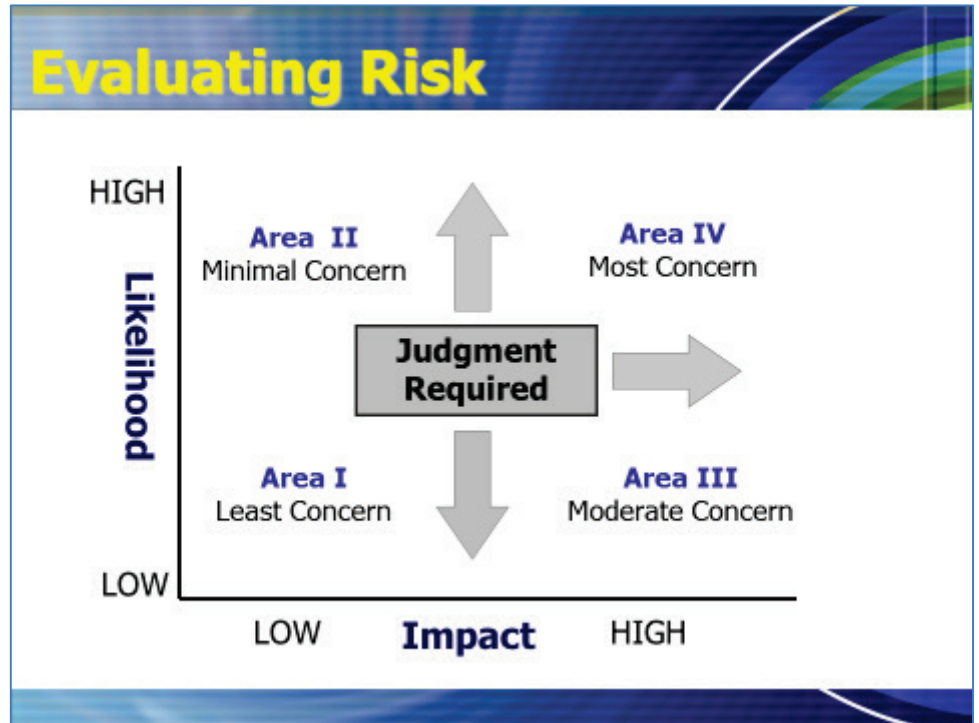 Evaluating Risk
HIGH
Likelihood
LOW
Area II
Minimal Concern
Area IV
Most Concern
Judgment
Required
Area I
Least Concern
Area III
Moderate Concern
LOW
Impact
HIGH